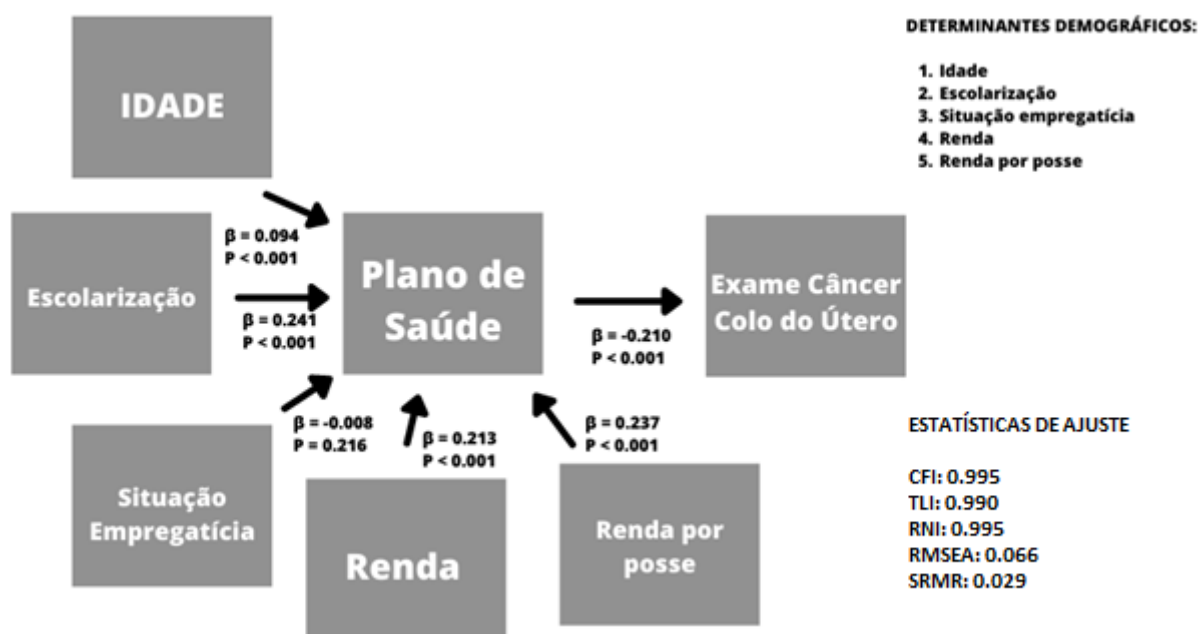 IDADE
DETERMINANTES DEMOGRÁFICOS:
1. Idade
2. Escolarização
3. Situação empregatícia
4. Renda
5. Renda por posse
Escolarização
β = 0.094
P < 0.001
β = 0.241
P < 0.001
Plano de
Saúde
β = -0.210
P < 0.001
Exame Câncer
Colo do Útero
Situação
Empregatícia
β = -0.008
P = 0.216
Renda
β = 0.213
P < 0.001
β = 0.237
P < 0.001
Renda por
posse
ESTATÍSTICAS DE AJUSTE
CFI: 0.995
TLI: 0.990
RNI: 0.995
RMSEA: 0.066
SRMR: 0.029